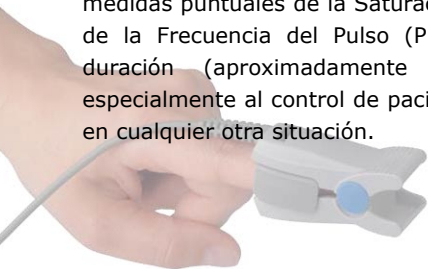 medidas puntuales de la Saturac
de la Frecuencia del Pulso (P
duración (aproximadamente
especialmente al control de paci
en cualquier otra situación.